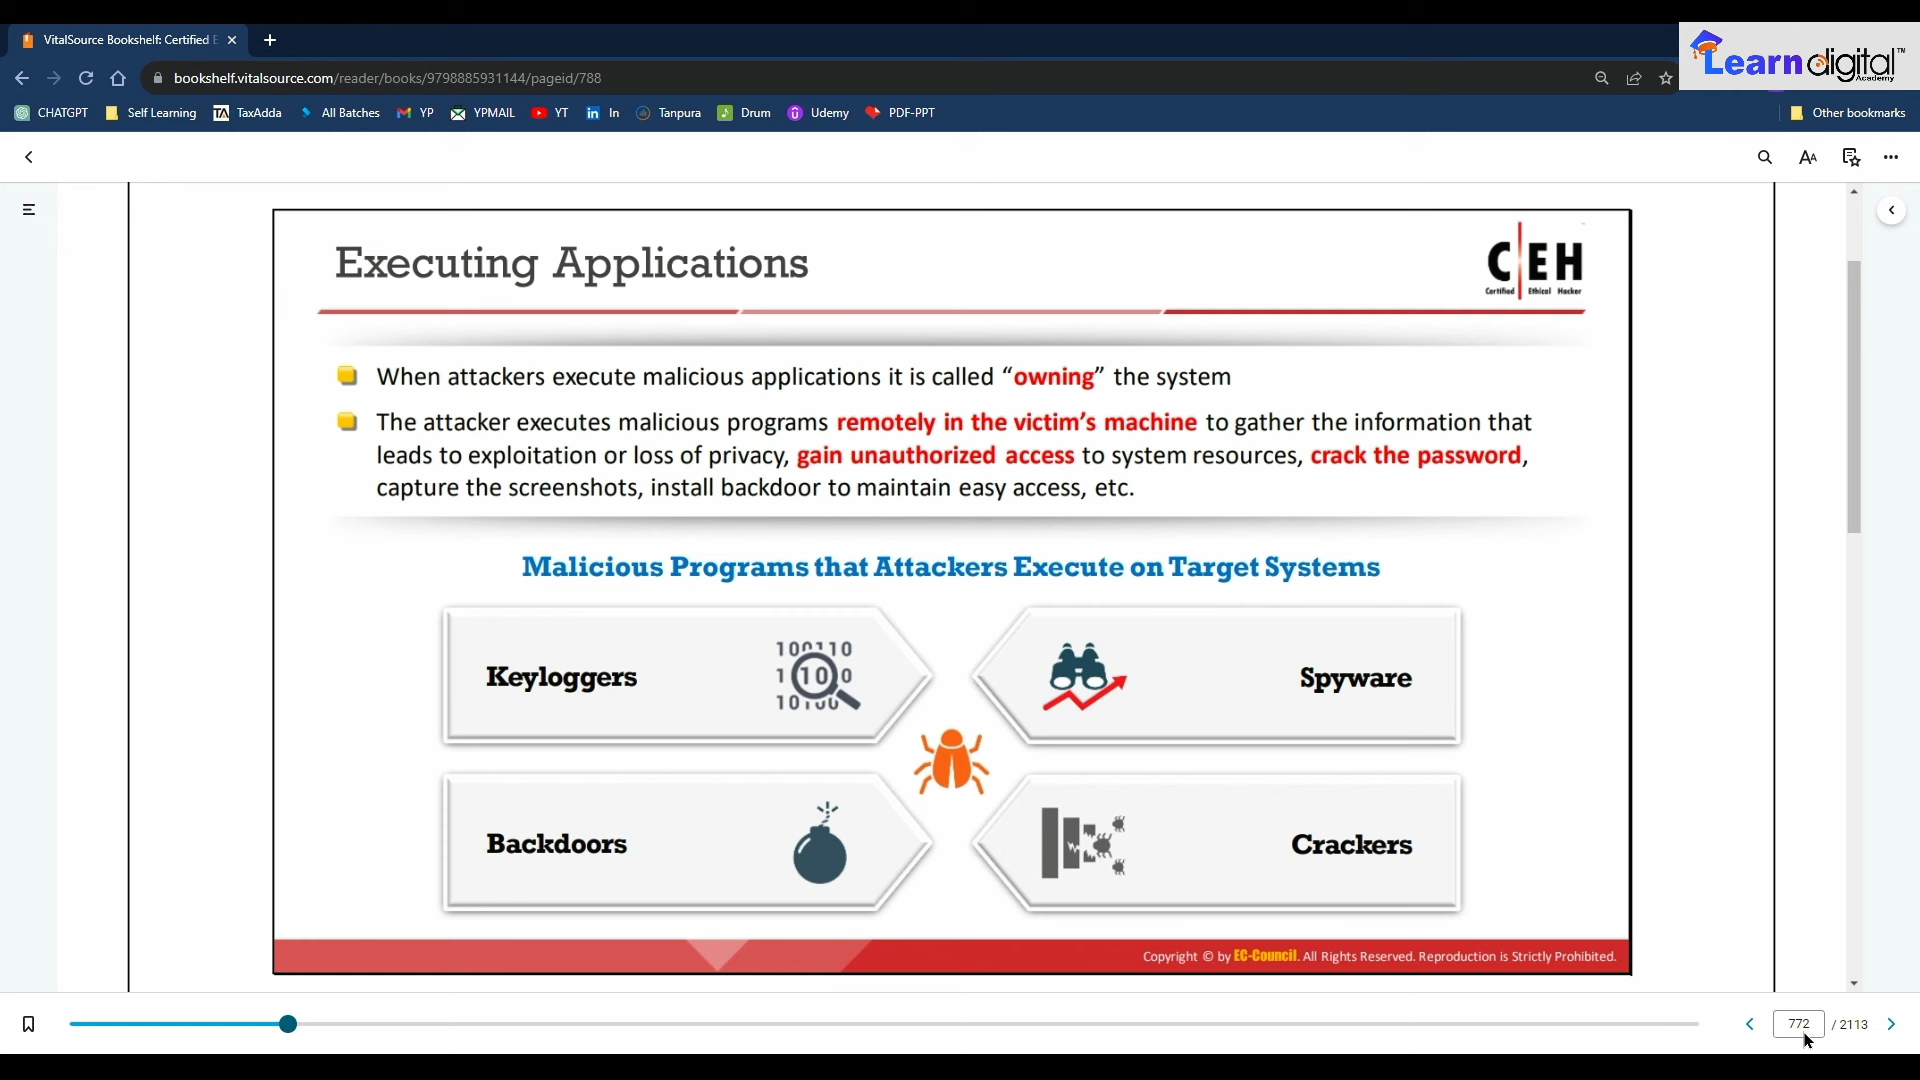 VitalSource Bookshelf: Certified E
Learn digital™
Academy
bookshelf.vitalsource.com/reader/books/9798885931144/pageid/788
CHATGPT Self Learning TaxAdda All Batches YP YPMAIL YT In Tanpura Drum Udemy PDF-PPT Other bookmarks
Executing Applications
C|EH
Certified Ethical Hacker
When attackers execute malicious applications it is called “owning” the system
The attacker executes malicious programs remotely in the victim’s machine to gather the information that
leads to exploitation or loss of privacy, gain unauthorized access to system resources, crack the password,
capture the screenshots, install backdoor to maintain easy access, etc.
Malicious Programs that Attackers Execute on Target Systems
Keyloggers
Spyware
Backdoors
Crackers
Copyright © by EC-Council. All Rights Reserved. Reproduction is Strictly Prohibited.
772 / 2113